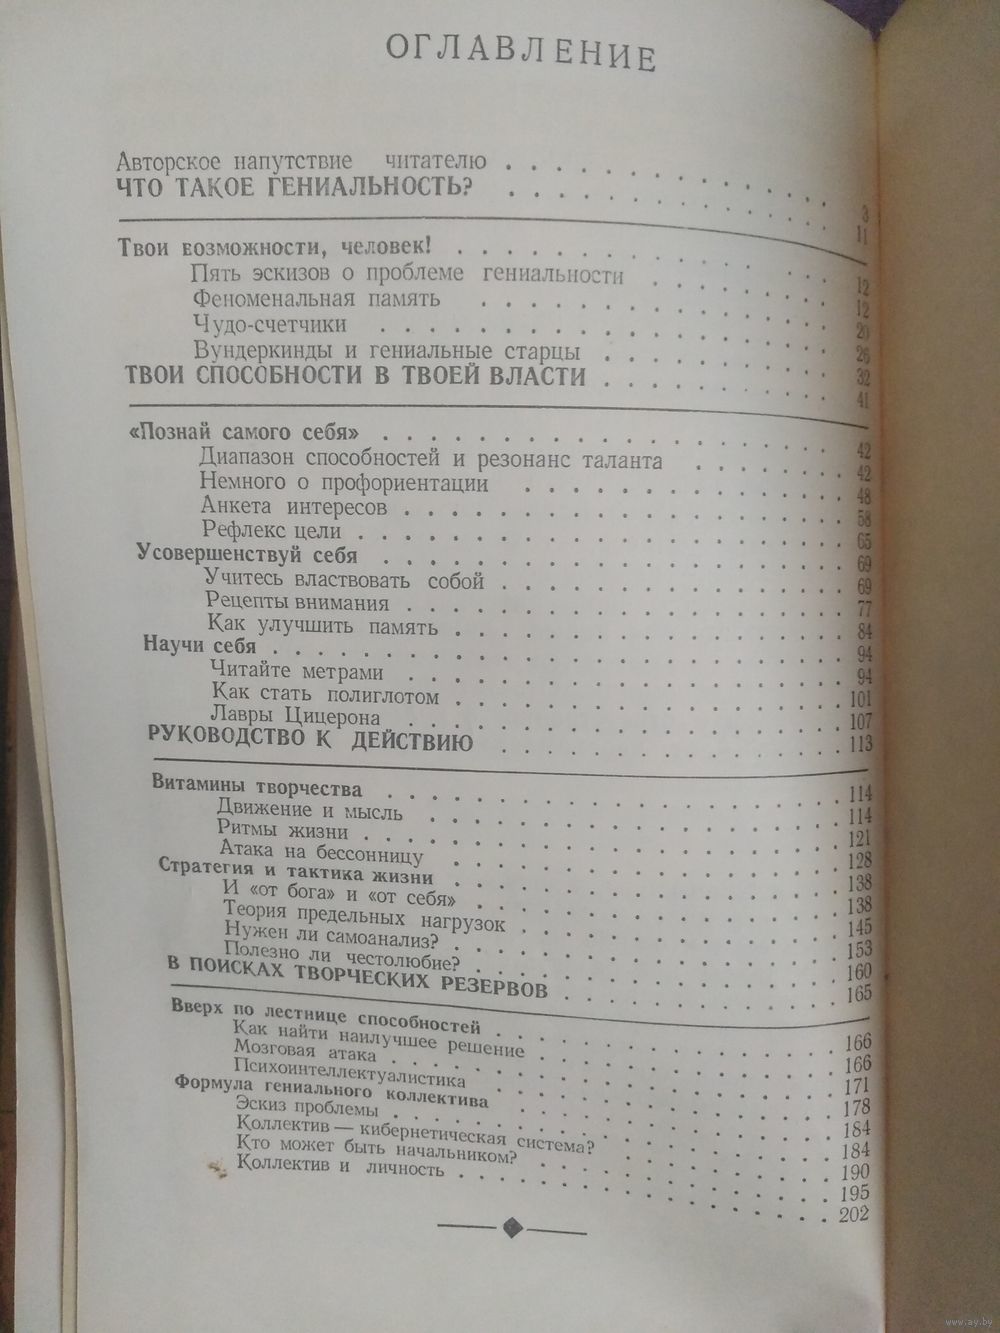 ОГЛАВЛЕНИЕ
Авторское напутствие читателю . . . . . . . . . . . . . 3
ЧТО ТАКОЕ ГЕНИАЛЬНОСТЬ? . . . . . . . . . . . . . 11
Твои возможности, человек! . . . . . . . . . . . . . 12
Пять эскизов о проблеме гениальности . . . . . . . . 12
Феноменальная память . . . . . . . . . . . . . 20
Чудо-счетчики . . . . . . . . . . . . . 26
Вундеркинды и гениальные старцы . . . . . . . . . . 32
ТВОИ СПОСОБНОСТИ В ТВОЕЙ ВЛАСТИ . . . . . . . . . . 41
«Познай самого себя» . . . . . . . . . . . . . 42
Диапазон способностей и резонанс таланта . . . . . . 42
Немного о профориентации . . . . . . . . . . . . . 48
Анкета интересов . . . . . . . . . . . . . 58
Рефлекс цели . . . . . . . . . . . . . 65
Усовершенствуй себя . . . . . . . . . . . . . 69
Учитесь властвовать собой . . . . . . . . . . . . . 69
Рецепты внимания . . . . . . . . . . . . . 77
Как улучшить память . . . . . . . . . . . . . 84
Научи себя . . . . . . . . . . . . . 94
Читайте метрами . . . . . . . . . . . . . 94
Как стать полиглотом . . . . . . . . . . . . . 101
Лавры Цицерона . . . . . . . . . . . . . 107
РУКОВОДСТВО К ДЕЙСТВИЮ . . . . . . . . . . . . . 113
Витамины творчества . . . . . . . . . . . . . 114
Движение и мысль . . . . . . . . . . . . . 114
Ритмы жизни . . . . . . . . . . . . . 121
Атака на бессонницу . . . . . . . . . . . . . 128
Стратегия и тактика жизни . . . . . . . . . . . . . 138
И «от бога» и «от себя» . . . . . . . . . . . . . 138
Теория предельных нагрузок . . . . . . . . . . . . . 145
Нужен ли самоанализ? . . . . . . . . . . . . . 153
Полезно ли честолюбие? . . . . . . . . . . . . . 160
В ПОИСКАХ ТВОРЧЕСКИХ РЕЗЕРВОВ . . . . . . . . . . . 165
Вверх по лестнице способностей . . . . . . . . . . . . . 166
Как найти наилучшее решение . . . . . . . . . . . . . 166
Мозговая атака . . . . . . . . . . . . . 171
Психоинтеллектуалистика . . . . . . . . . . . . . 178
Формула гениального коллектива . . . . . . . . . . . . . 184
Эскиз проблемы . . . . . . . . . . . . . 184
Коллектив — кибернетическая система? . . . . . . . . . 190
Кто может быть начальником? . . . . . . . . . . . . . 195
Коллектив и личность . . . . . . . . . . . . . 202
www.ay.by